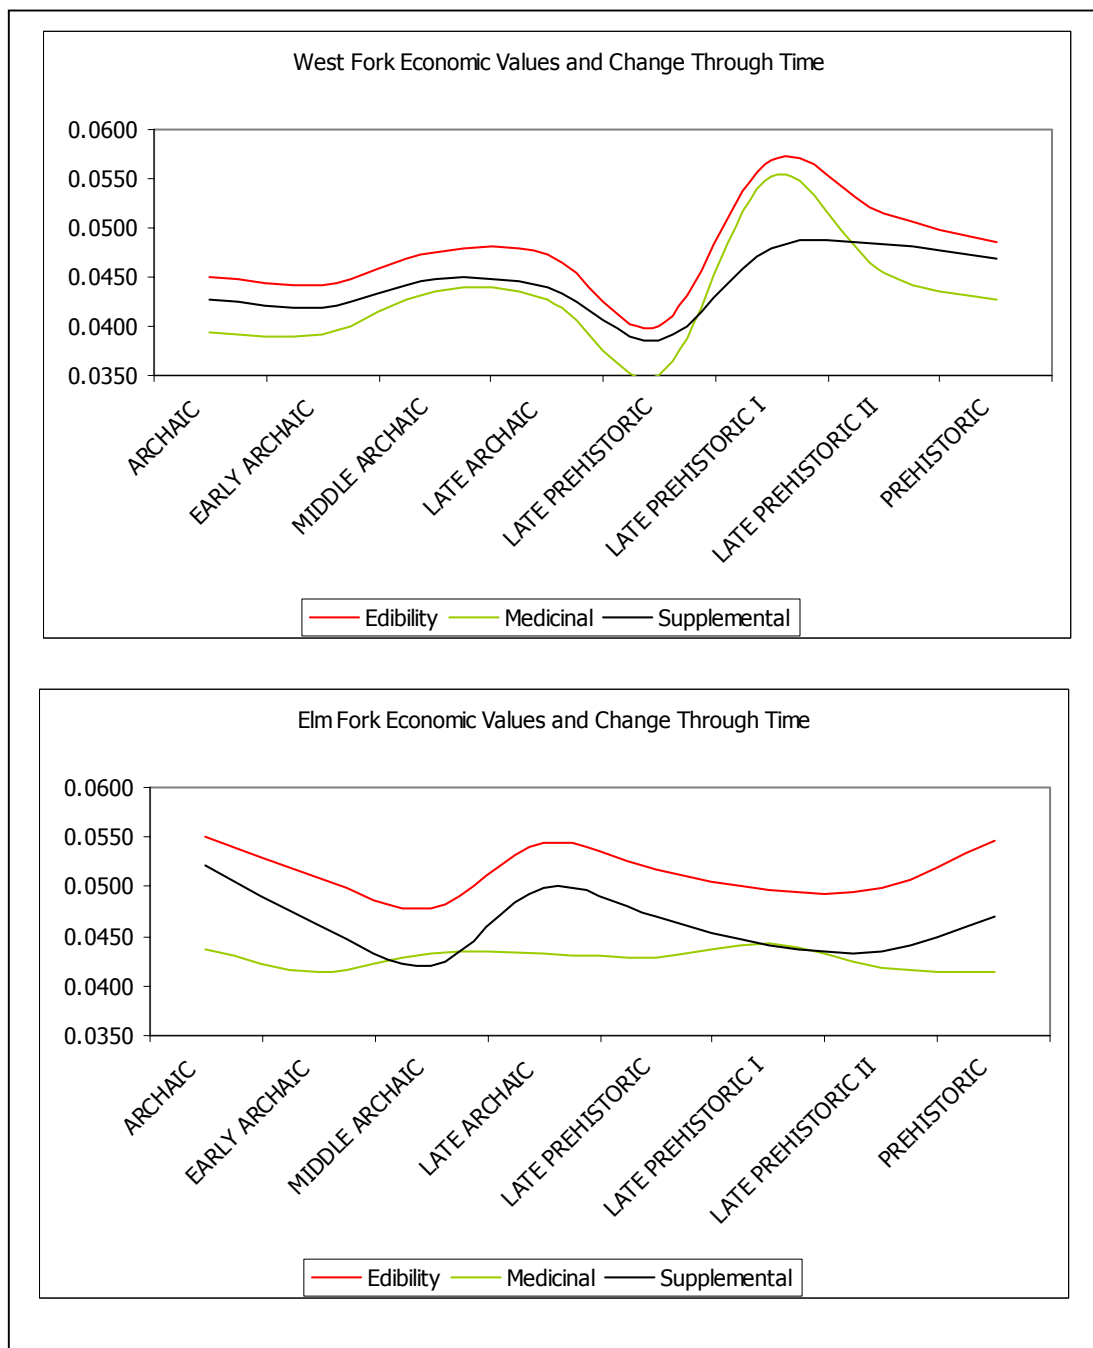 West Fork Economic Values and Change Through Time
0.0600
0.0550
0.0500
0.0450
0.0400
0.0350
ARCHAIC
EARLY ARCHAIC
MIDDLE ARCHAIC
LATE ARCHAIC
LATE PREHISTORIC
LATE PREHISTORIC I
LATE PREHISTORIC II
PREHISTORIC
Edibility Medicinal Supplemental
Elm Fork Economic Values and Change Through Time
0.0600
0.0550
0.0500
0.0450
0.0400
0.0350
ARCHAIC
EARLY ARCHAIC
MIDDLE ARCHAIC
LATE ARCHAIC
LATE PREHISTORIC
LATE PREHISTORIC I
LATE PREHISTORIC II
PREHISTORIC
Edibility Medicinal Supplemental